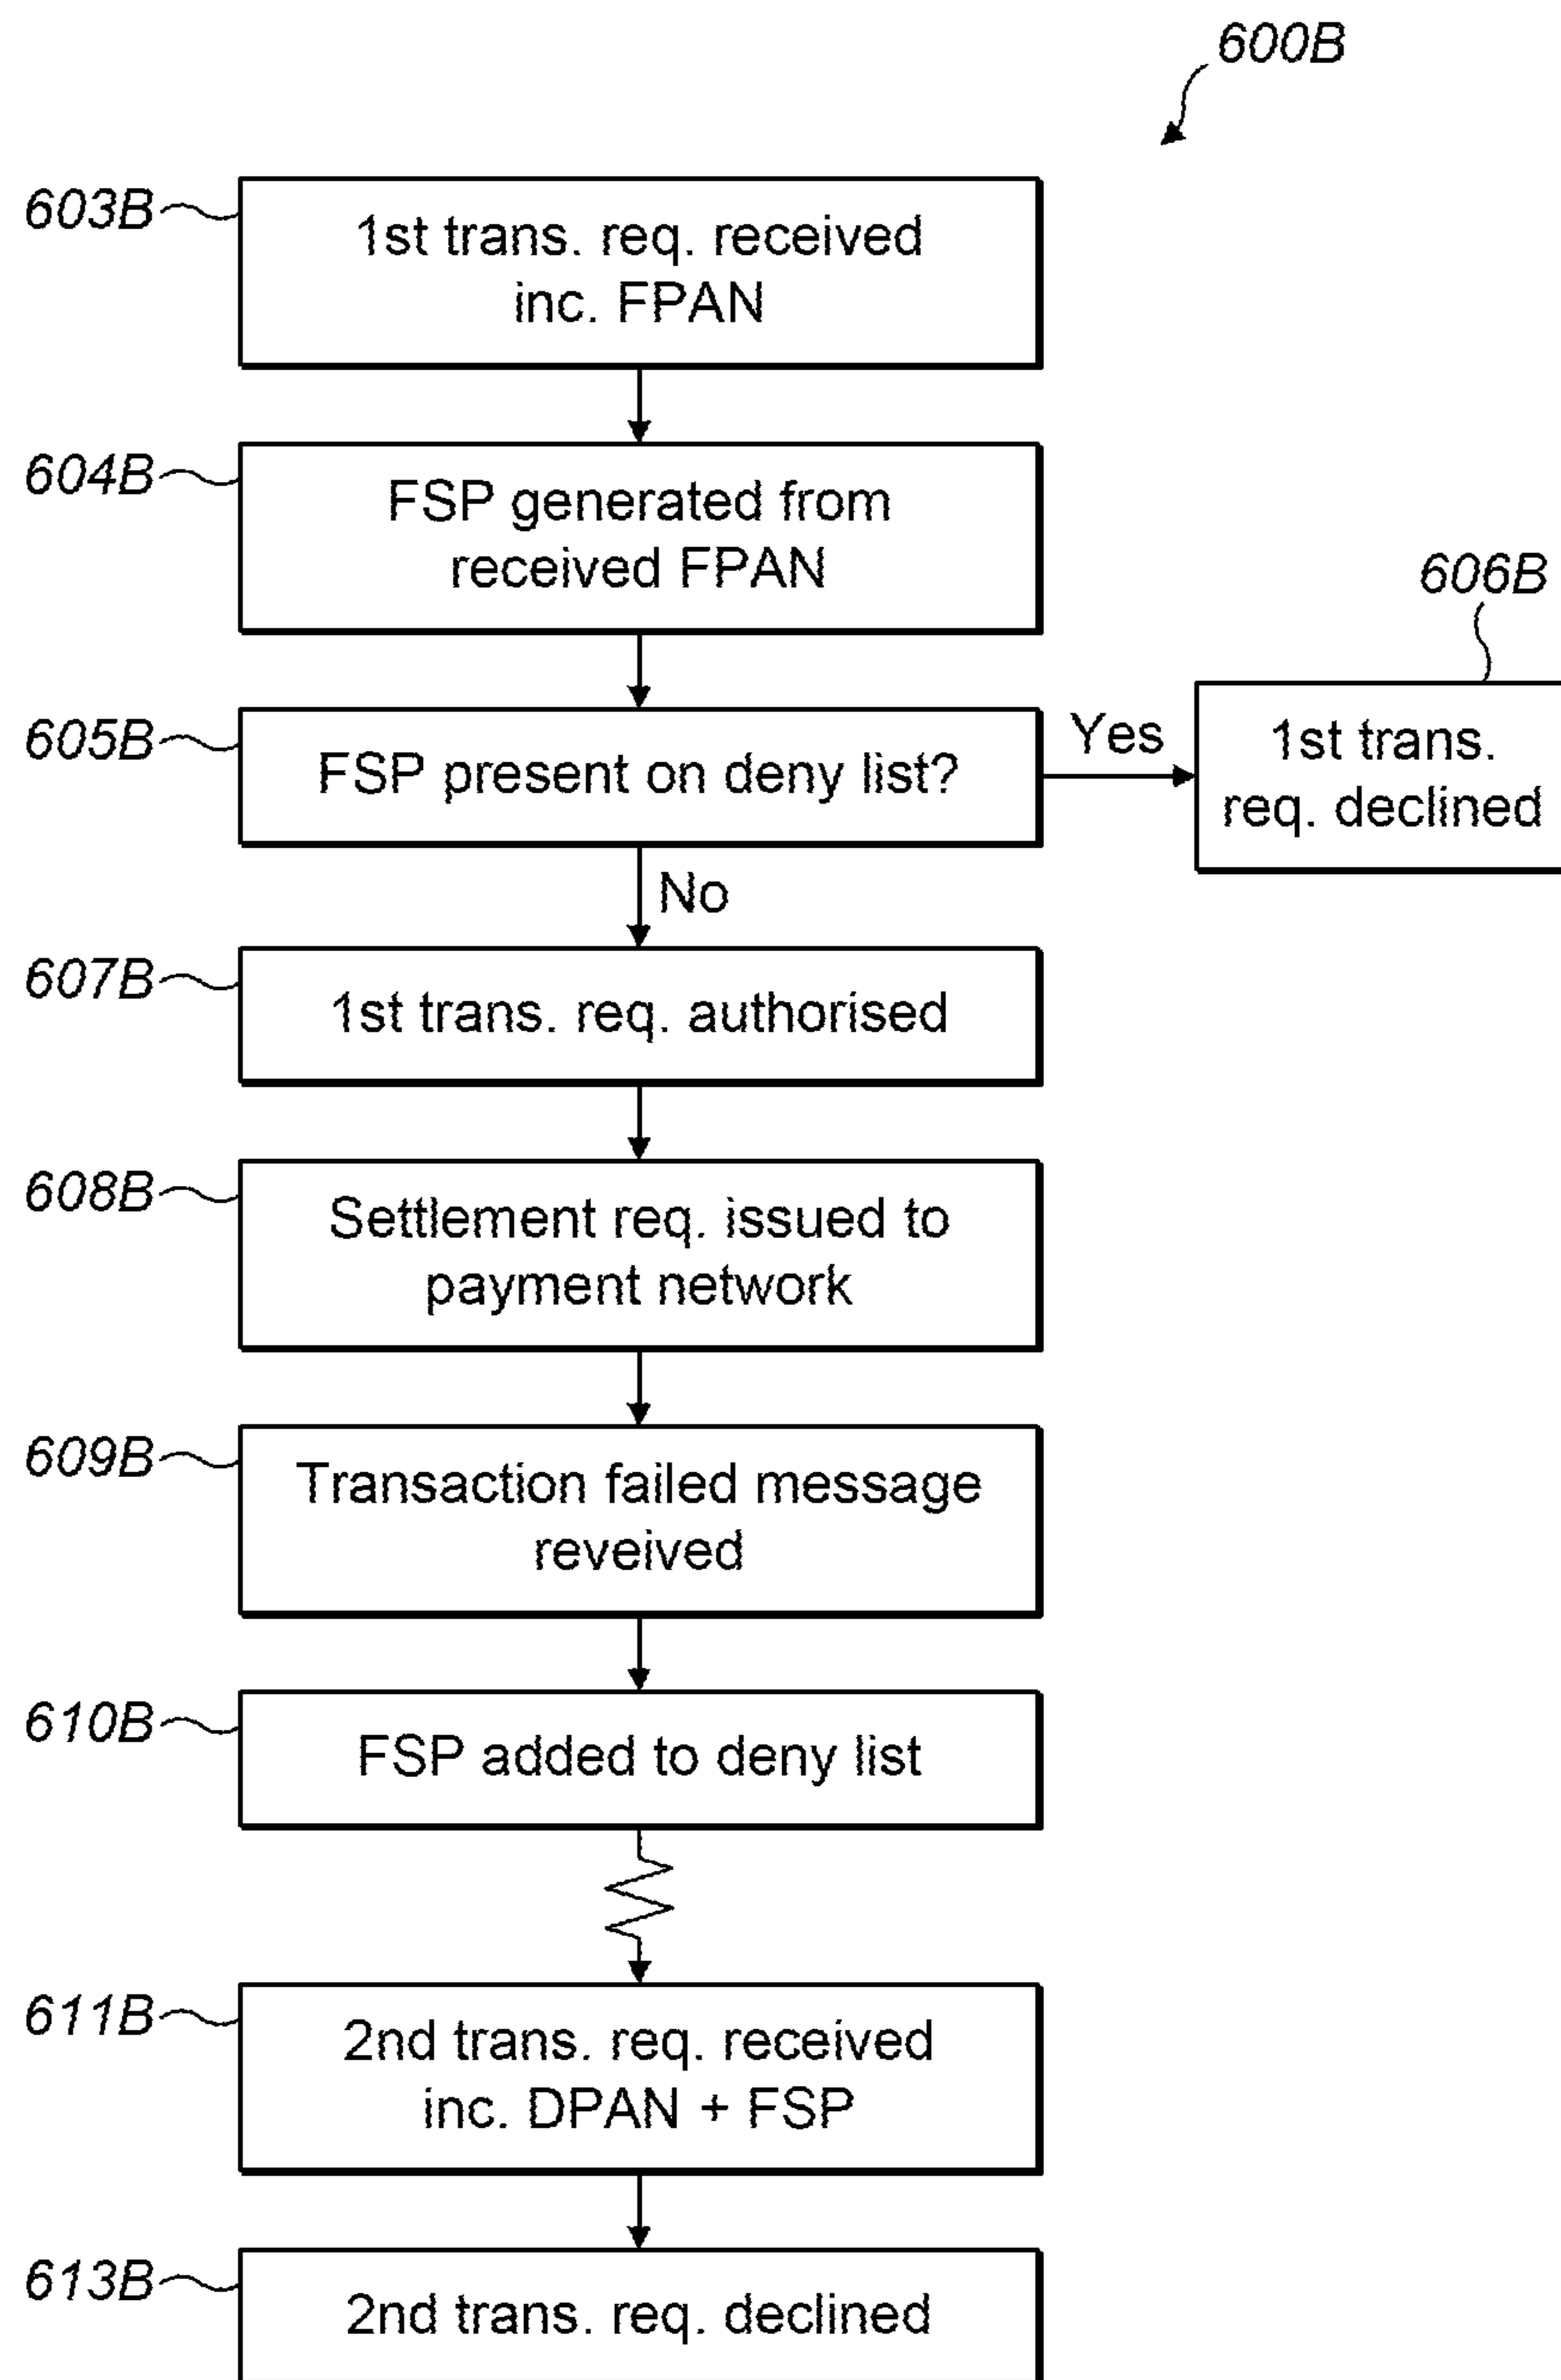 600B
603B
1st trans. req. received
inc. FPAN
604B
FSP generated from
received FPAN
606B
605B
FSP present on deny list?
Yes
1st trans.
req. declined
No
607B
1st trans. req. authorised
608B
Settlement req. issued to
payment network
609B
Transaction failed message
reveived
610B
FSP added to deny list
611B
2nd trans. req. received
inc. DPAN + FSP
613B
2nd trans. req. declined